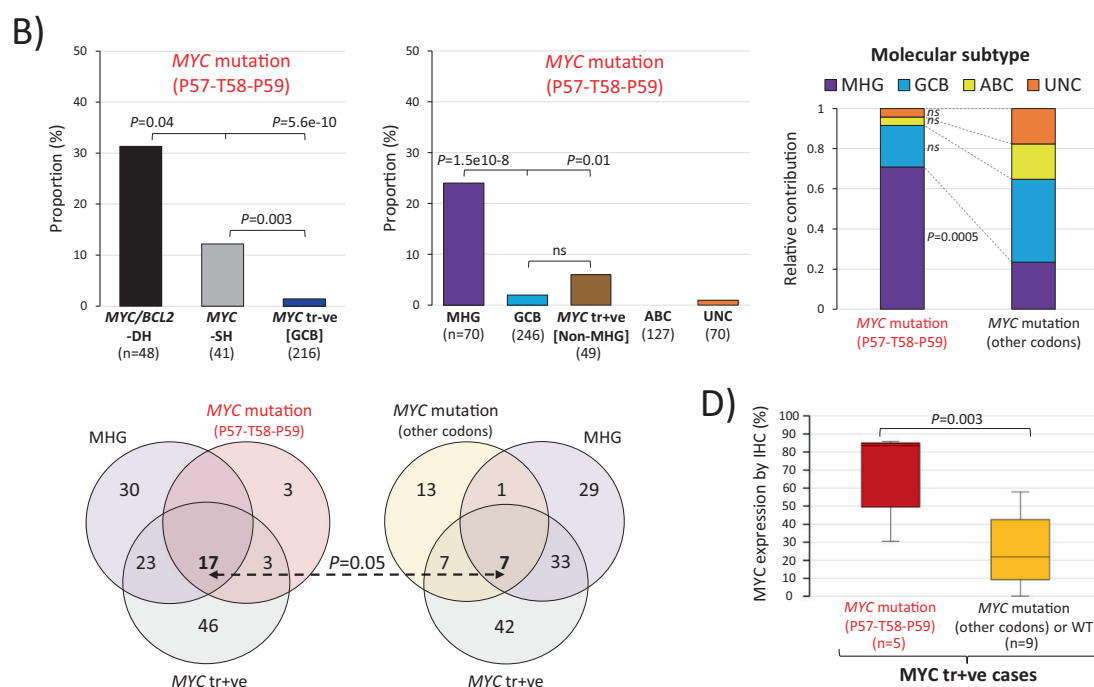 B)
MYC mutation
(P57-T58-P59)
Proportion (%)
50
40
30
20
10
0
P=0.04
P=5.6e-10
P=0.003
MYC/BCL2
-DH
(n=48)
MYC
-SH
(41)
MYC tr-ve
[GCB]
(216)
MYC mutation
(P57-T58-P59)
Proportion (%)
50
40
30
20
10
0
P=1.5e10-8
P=0.01
ns
MHG
(n=70)
GCB
(246)
MYC tr+ve
[Non-MHG]
(49)
ABC
(127)
UNC
(70)
Molecular subtype
MHG GCB ABC UNC
Relative contribution
1
0.8
0.6
0.4
0.2
0
ns
ns
ns
P=0.0005
MYC mutation
(P57-T58-P59)
MYC mutation
(other codons)
MHG
MYC mutation
(P57-T58-P59)
30
3
23
17
3
46
MYC tr+ve
P=0.05
MYC mutation
(other codons)
MHG
13
1
29
7
7
33
42
MYC tr+ve
D)
MYC expression by IHC (%)
100
90
80
70
60
50
40
30
20
10
0
P=0.003
MYC mutation
(P57-T58-P59)
(n=5)
MYC mutation
(other codons) or WT
(n=9)
MYC tr+ve cases